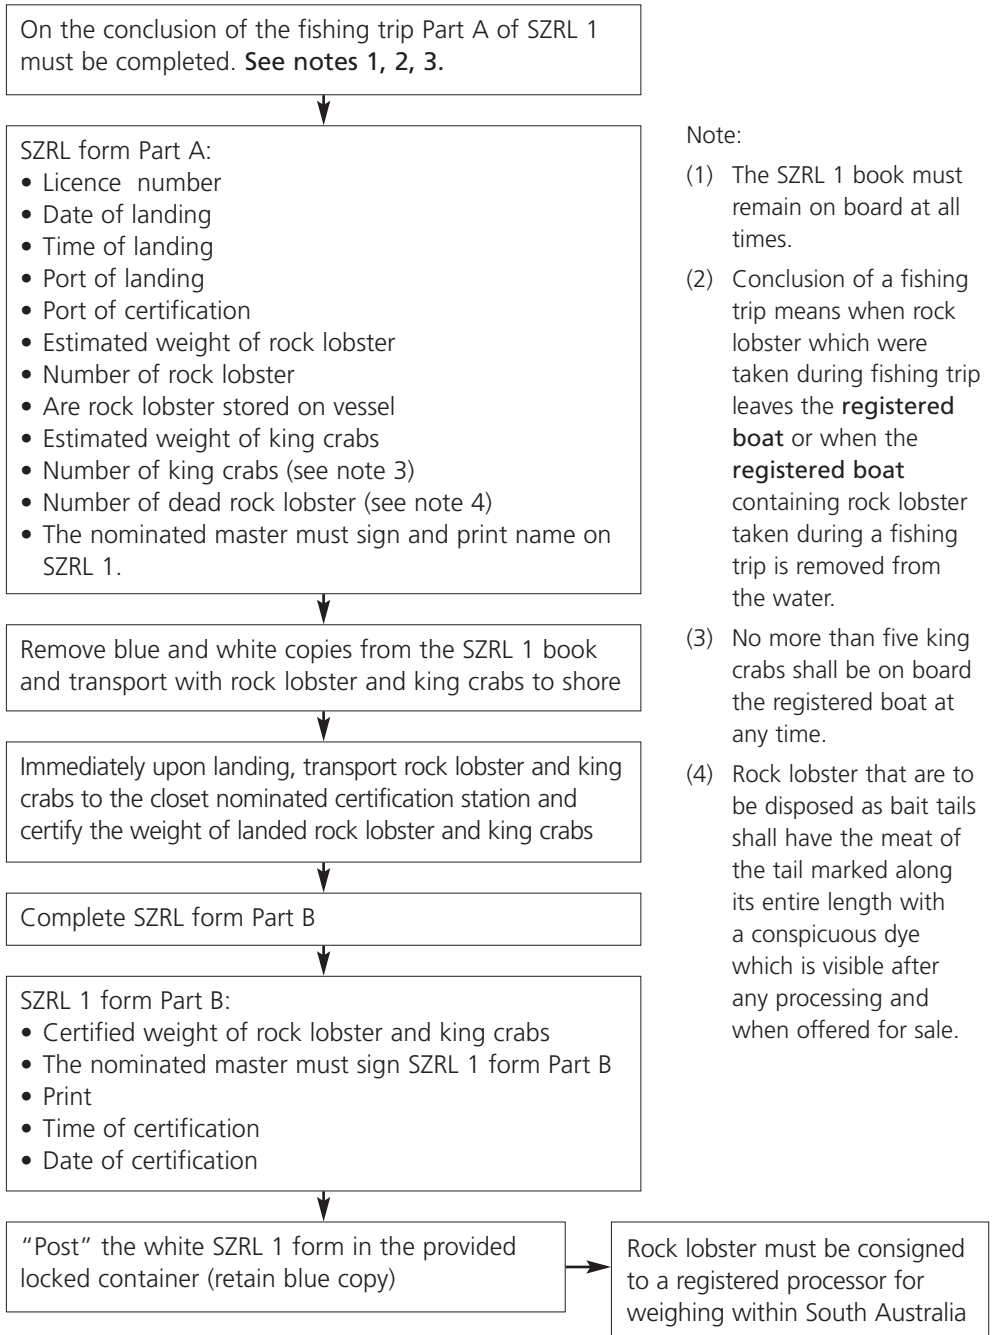 On the conclusion of the fishing trip Part A of SZRL 1
must be completed. See notes 1, 2, 3.
SZRL form Part A:
• Licence number
• Date of landing
• Time of landing
• Port of landing
• Port of certification
• Estimated weight of rock lobster
• Number of rock lobster
• Are rock lobster stored on vessel
• Estimated weight of king crabs
• Number of king crabs (see note 3)
• Number of dead rock lobster (see note 4)
• The nominated master must sign and print name on
SZRL 1.
Remove blue and white copies from the SZRL 1 book
and transport with rock lobster and king crabs to shore
Immediately upon landing, transport rock lobster and king
crabs to the closet nominated certification station and
certify the weight of landed rock lobster and king crabs
Complete SZRL form Part B
SZRL 1 form Part B:
• Certified weight of rock lobster and king crabs
• The nominated master must sign SZRL 1 form Part B
• Print
• Time of certification
• Date of certification
“Post” the white SZRL 1 form in the provided
locked container (retain blue copy)
Rock lobster must be consigned
to a registered processor for
weighing within South Australia
Note:
(1) The SZRL 1 book must
remain on board at all
times.
(2) Conclusion of a fishing
trip means when rock
lobster which were
taken during fishing trip
leaves the registered
boat or when the
registered boat
containing rock lobster
taken during a fishing
trip is removed from
the water.
(3) No more than five king
crabs shall be on board
the registered boat at
any time.
(4) Rock lobster that are to
be disposed as bait tails
shall have the meat of
the tail marked along
its entire length with
a conspicuous dye
which is visible after
any processing and
when offered for sale.